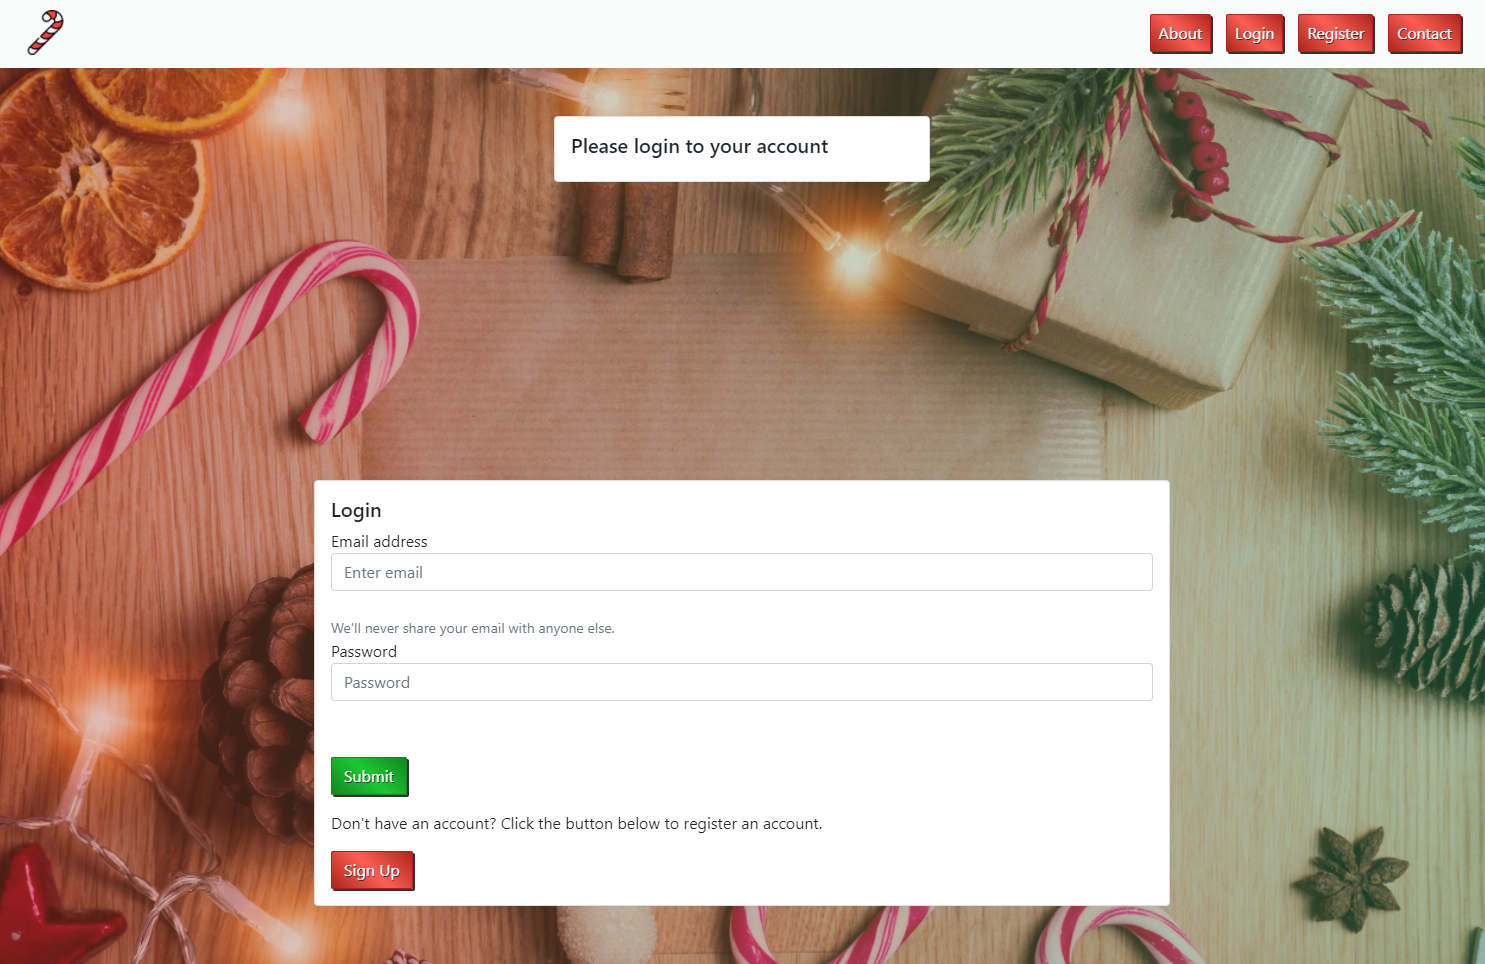 About Login Register Contact
Please login to your account
Login
Email address
Enter email
We'll never share your email with anyone else.
Password
Password
Submit
Don't have an account? Click the button below to register an account.
Sign Up